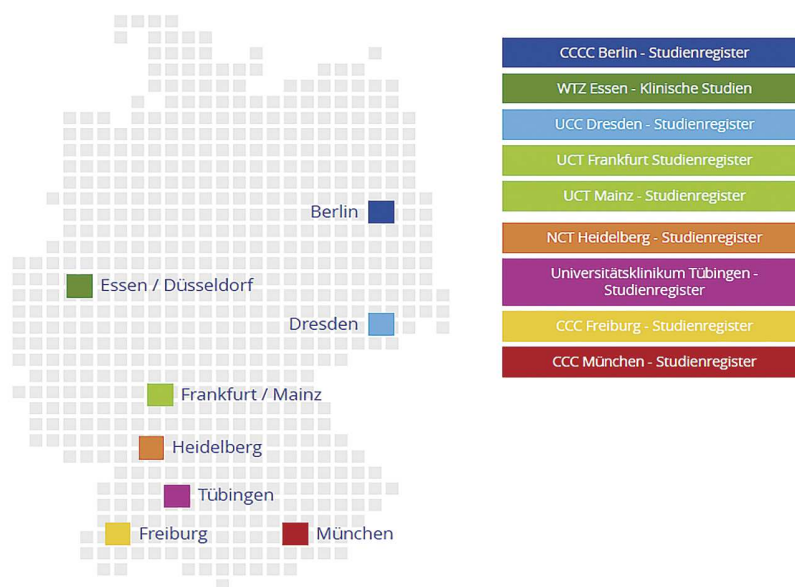 Berlin
Essen / Düsseldorf
Dresden
Frankfurt / Mainz
Heidelberg
Tübingen
Freiburg
München
CCCC Berlin - Studienregister
WTZ Essen - Klinische Studien
UCC Dresden - Studienregister
UCT Frankfurt Studienregister
UCT Mainz - Studienregister
NCT Heidelberg - Studienregister
Universitätsklinikum Tübingen -
Studienregister
CCC Freiburg - Studienregister
CCC München - Studienregister